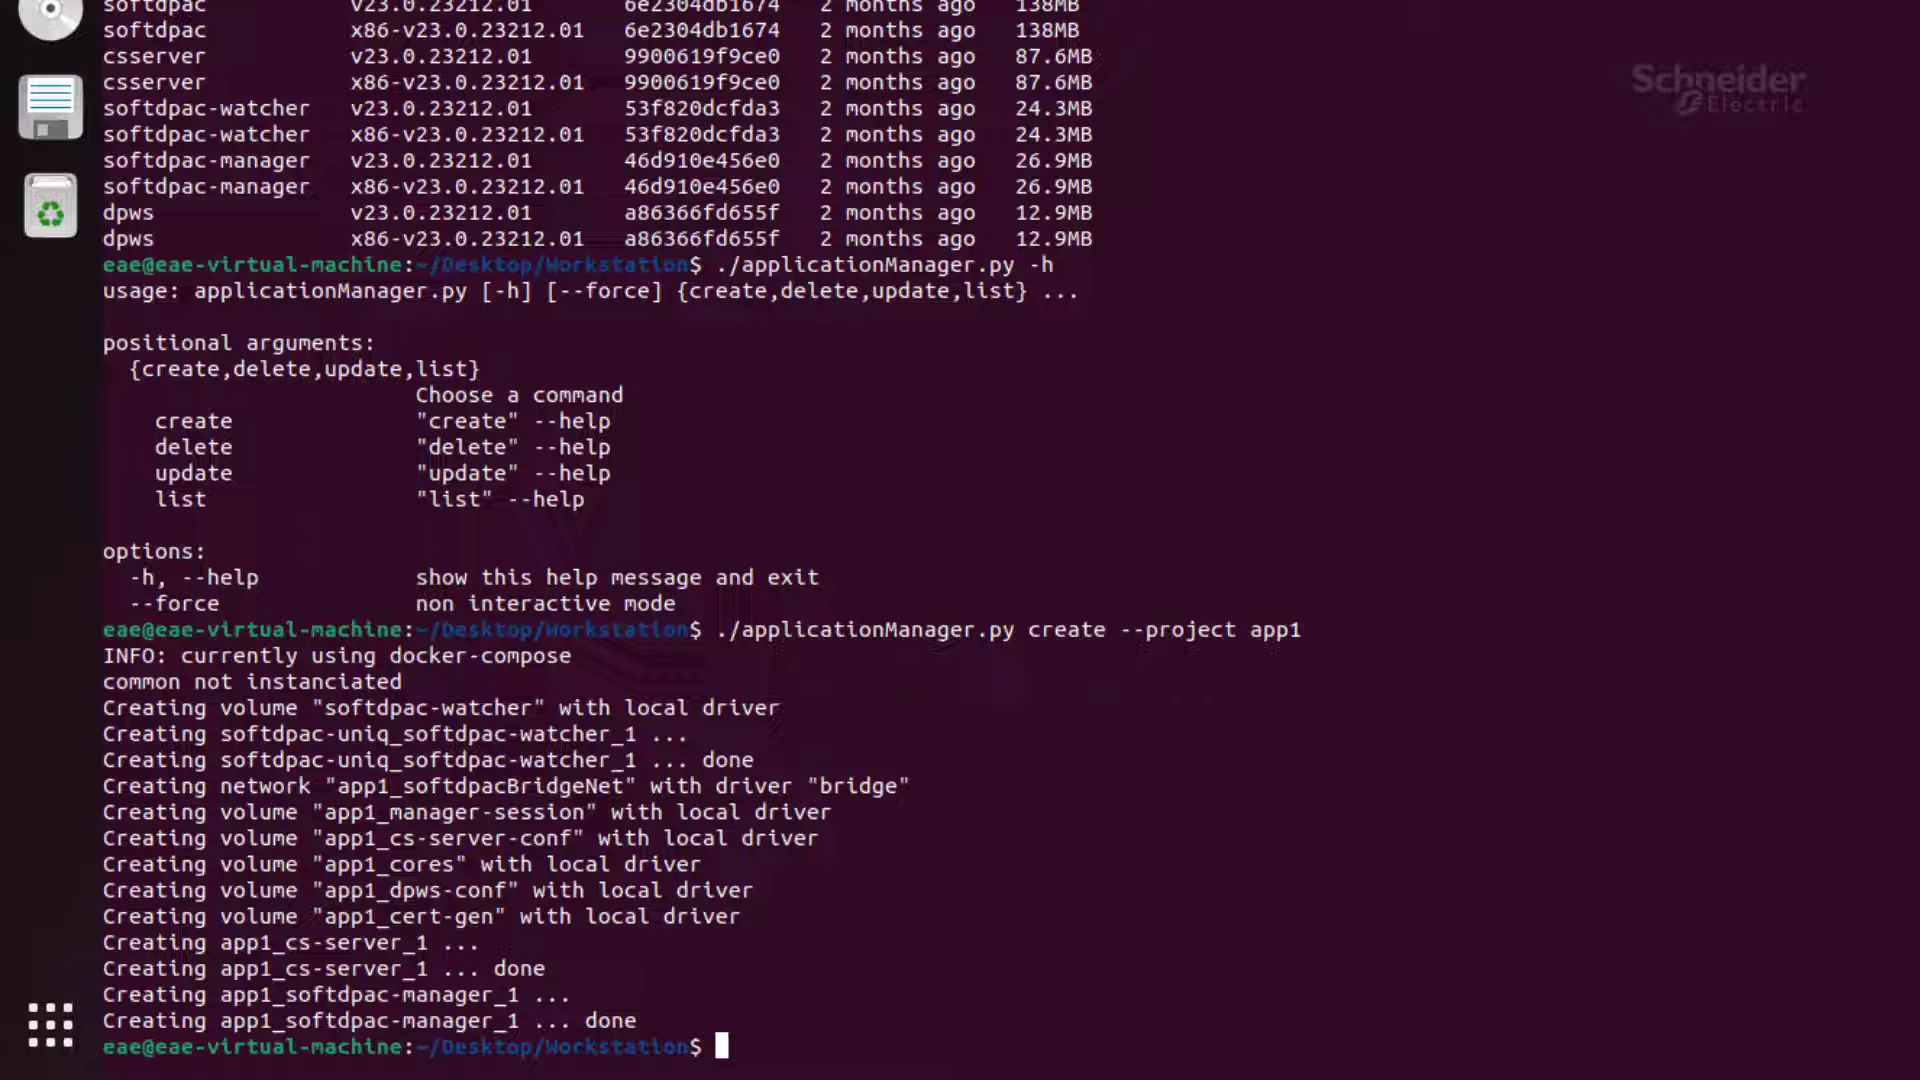 softdpac v23.0.23212.01 6e2304db1674 2 months ago 138MB
softdpac x86-v23.0.23212.01 6e2304db1674 2 months ago 138MB
csserver v23.0.23212.01 9900619f9ce0 2 months ago 87.6MB
csserver x86-v23.0.23212.01 9900619f9ce0 2 months ago 87.6MB
softdpac-watcher v23.0.23212.01 53f820dcfda3 2 months ago 24.3MB
softdpac-watcher x86-v23.0.23212.01 53f820dcfda3 2 months ago 24.3MB
softdpac-manager v23.0.23212.01 46d910e456e0 2 months ago 26.9MB
softdpac-manager x86-v23.0.23212.01 46d910e456e0 2 months ago 26.9MB
dpws v23.0.23212.01 a86366fd655f 2 months ago 12.9MB
dpws x86-v23.0.23212.01 a86366fd655f 2 months ago 12.9MB
eae@eae-virtual-machine:~/Desktop/Workstation$ ./applicationManager.py -h
usage: applicationManager.py [-h] [--force] {create,delete,update,list} ...
positional arguments:
{create,delete,update,list}
Choose a command
create "create" --help
delete "delete" --help
update "update" --help
list "list" --help
options:
-h, --help show this help message and exit
--force non interactive mode
eae@eae-virtual-machine:~/Desktop/Workstation$ ./applicationManager.py create --project app1
INFO: currently using docker-compose
common not instanciated
Creating volume "softdpac-watcher" with local driver
Creating softdpac-uniq_softdpac-watcher_1 ...
Creating softdpac-uniq_softdpac-watcher_1 ... done
Creating network "app1_softdpacBridgeNet" with driver "bridge"
Creating volume "app1_manager-session" with local driver
Creating volume "app1_cs-server-conf" with local driver
Creating volume "app1_cores" with local driver
Creating volume "app1_dpws-conf" with local driver
Creating volume "app1_cert-gen" with local driver
Creating app1_cs-server_1 ...
Creating app1_cs-server_1 ... done
Creating app1_softdpac-manager_1 ...
Creating app1_softdpac-manager_1 ... done
eae@eae-virtual-machine:~/Desktop/Workstation$
Schneider
Electric